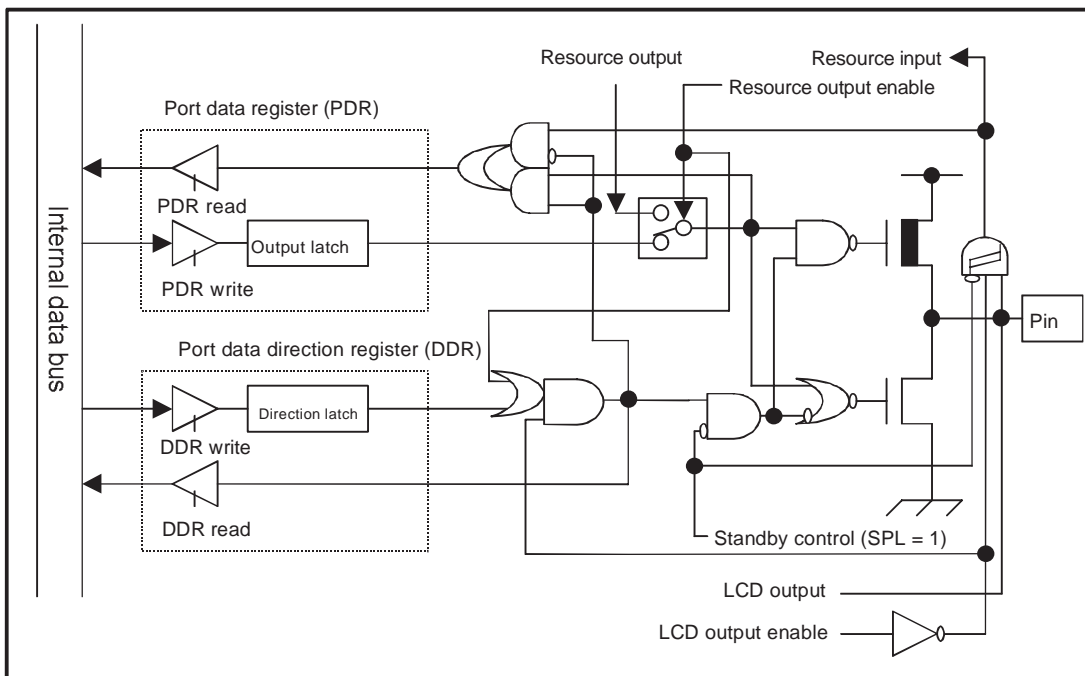 Resource output
Resource input
Resource output enable
Port data register (PDR)
PDR read
Output latch
PDR write
Internal data bus
Pin
Port data direction register (DDR)
Direction latch
DDR write
DDR read
Standby control (SPL = 1)
LCD output
LCD output enable